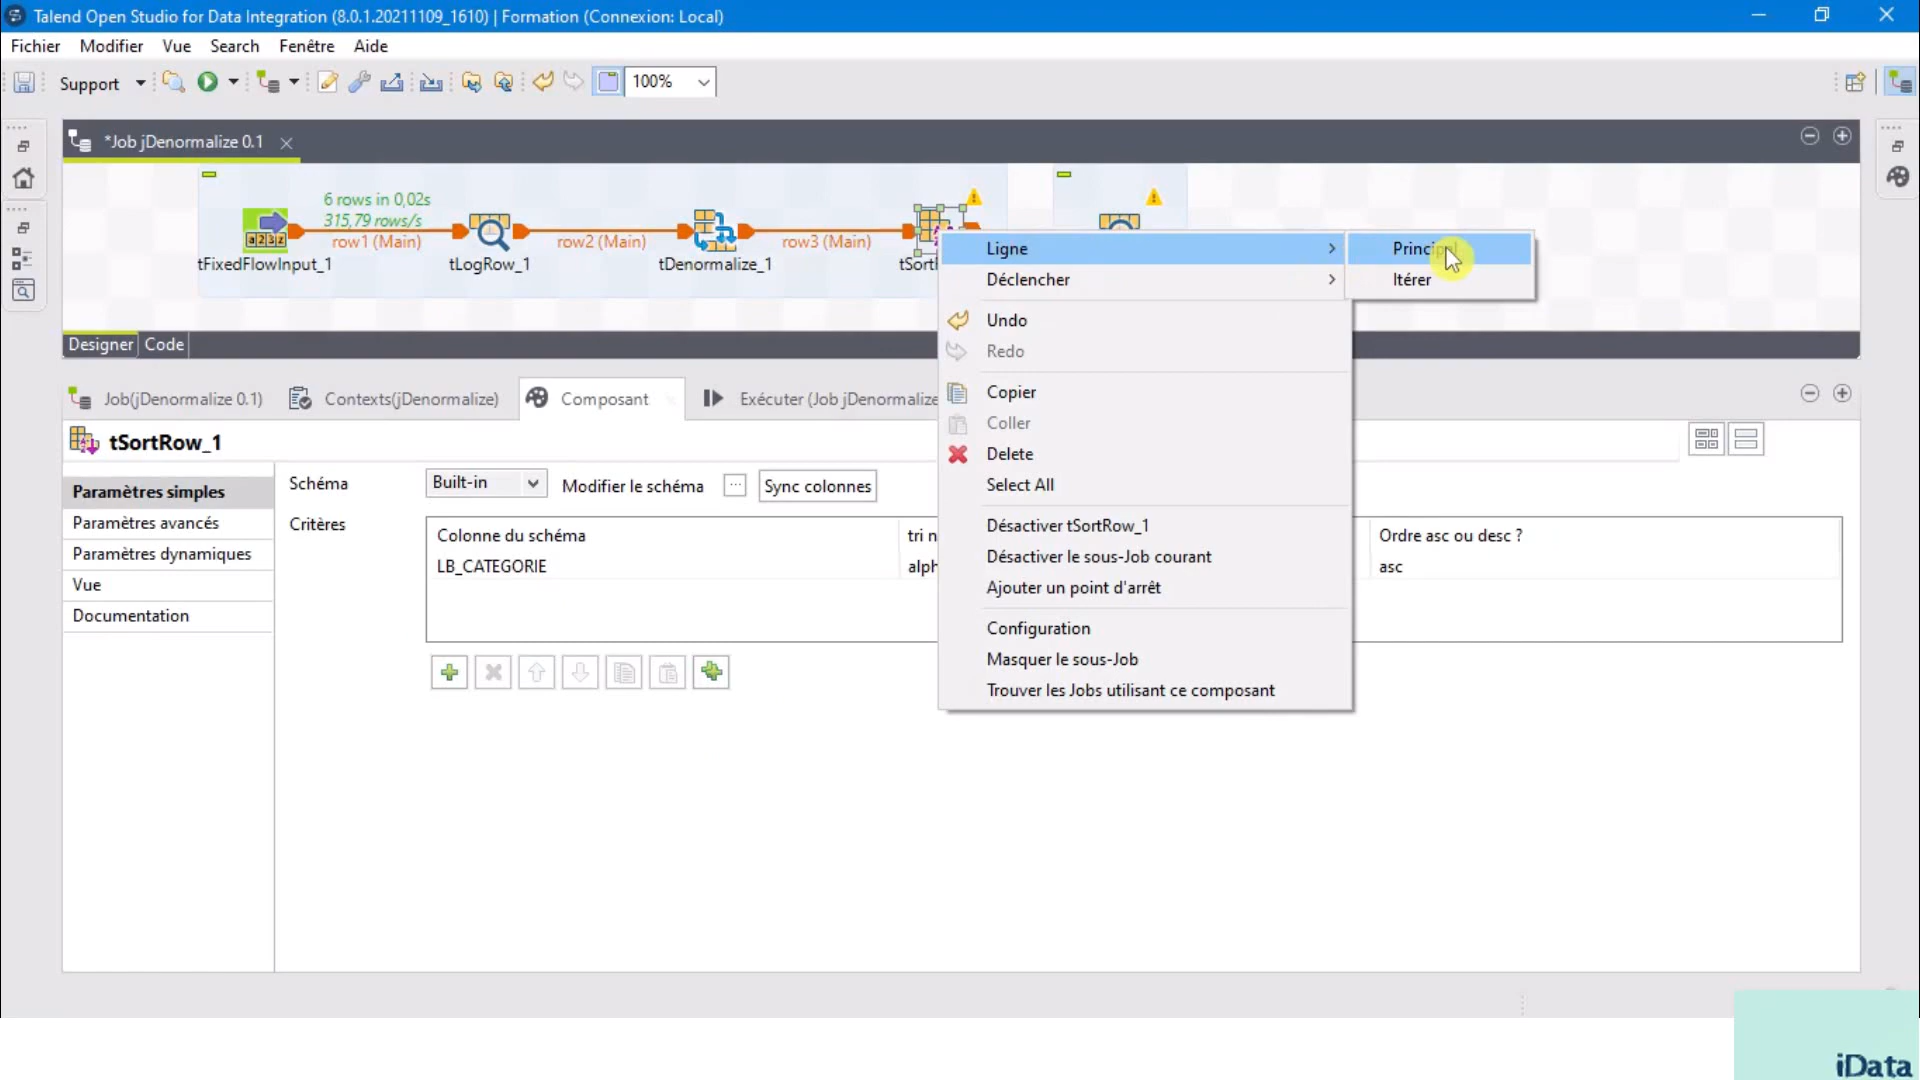 Talend Open Studio for Data Integration (8.0.1.20211109_1610) | Formation (Connexion: Local)
Fichier Modifier Vue Search Fenêtre Aide
Support 100%
*Job jDenormalize 0.1
6 rows in 0,02s
315,79 rows/s
row1 (Main) row2 (Main) row3 (Main)
tFixedFlowInput_1 tLogRow_1 tDenormalize_1
Ligne
Déclencher
Undo
Redo
Copier
Coller
Delete
Select All
Désactiver tSortRow_1
Désactiver le sous-Job courant
Ajouter un point d'arrêt
Configuration
Masquer le sous-Job
Trouver les Jobs utilisant ce composant
Itérer
Designer Code
Job(jDenormalize 0.1) Contexts(jDenormalize) Composant Exécuter (Job jDenormalize
tSortRow_1
Paramètres simples
Paramètres avancés
Paramètres dynamiques
Vue
Documentation
Schéma Built-in Modifier le schéma ... Sync colonnes
Critères
Colonne du schéma tri n Ordre asc ou desc ?
LB_CATEGORIE alph asc
iData